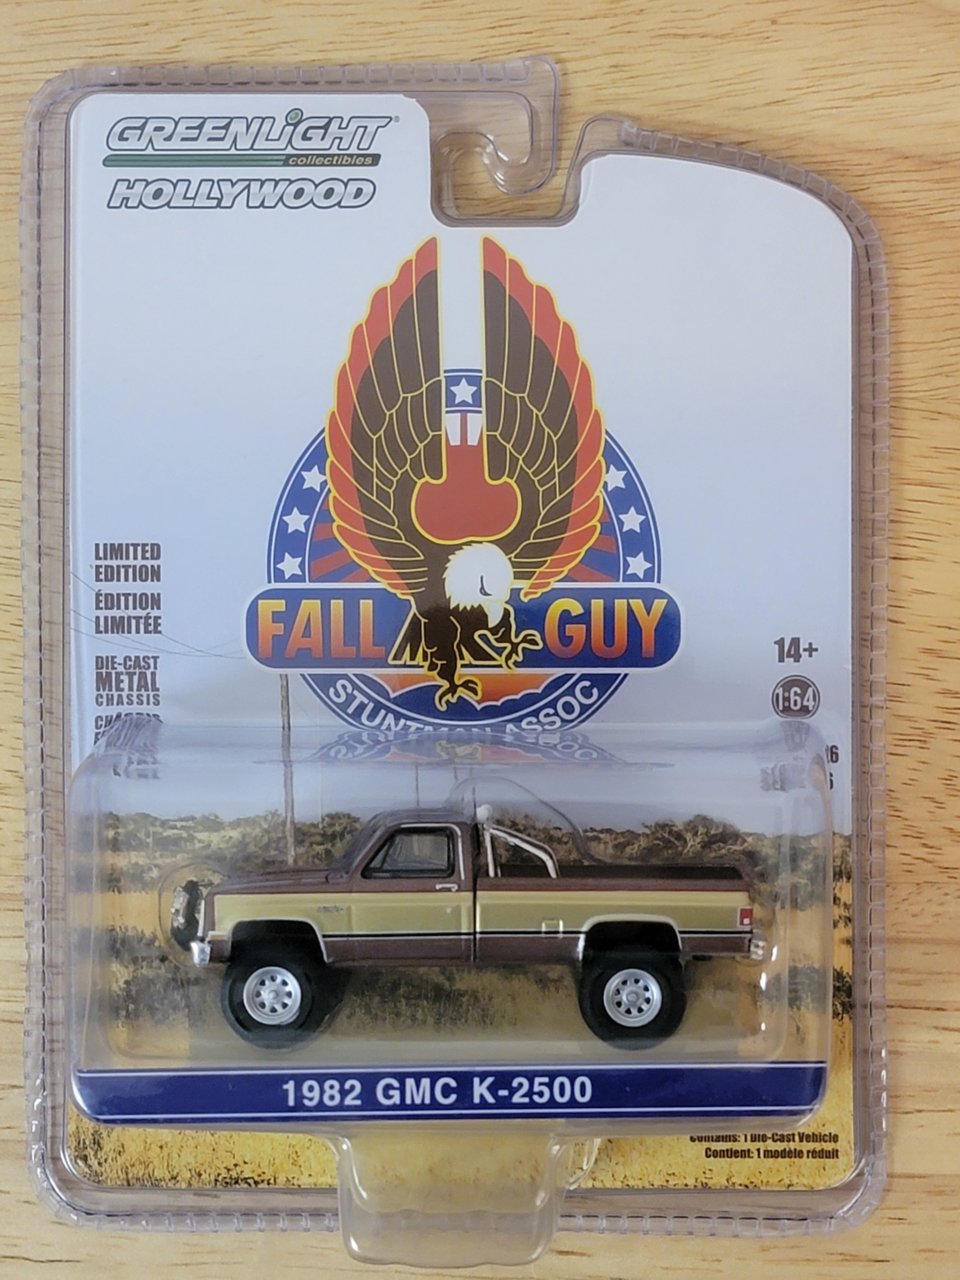 GREENLiGHT®
collectibles
HOLLYWOOD
LIMITED
EDITION
ÉDITION
LIMITÉE
DIE-CAST
METAL
CHASSIS
FALL GUY
STUNTMAN ASSOC
14+
1:64
1982 GMC K-2500
Contains: 1 Die-Cast Vehicle
Contient: 1 modèle réduit